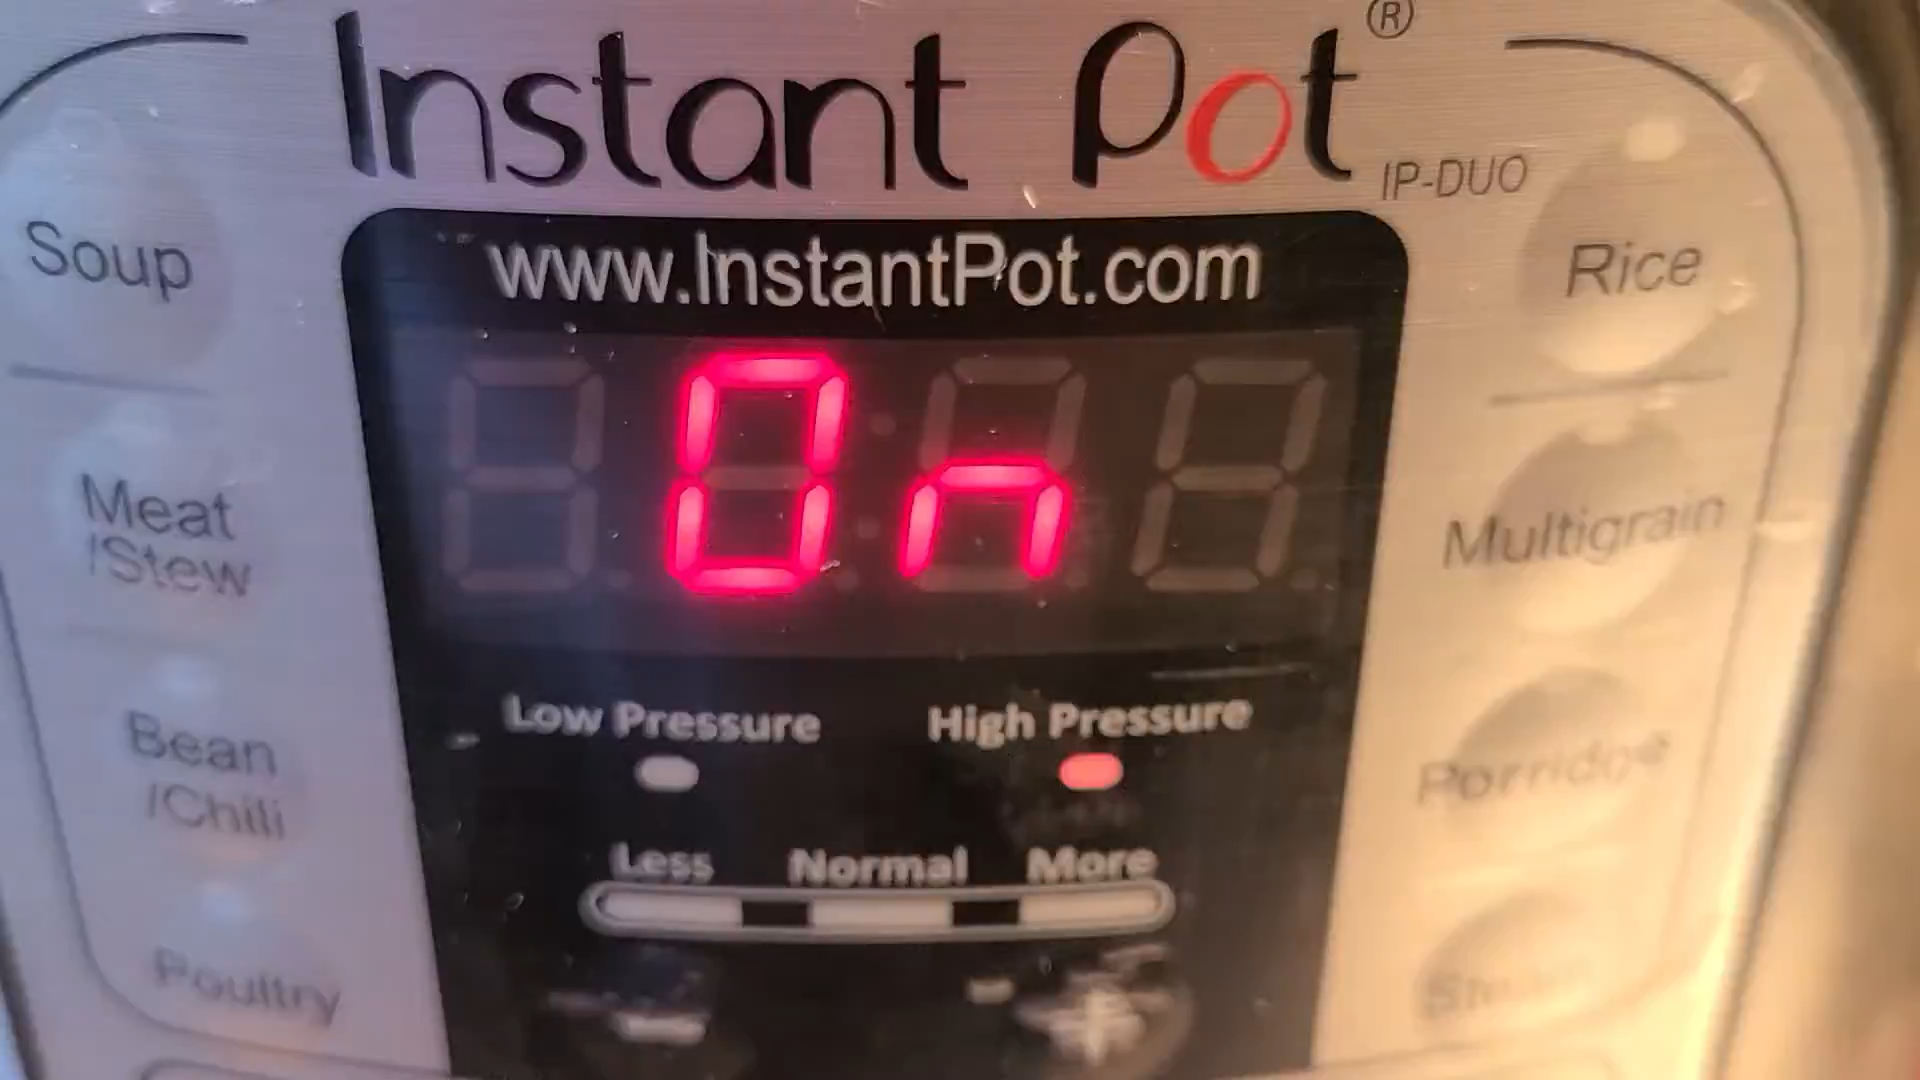 Instant Pot®
IP-DUO
www.InstantPot.com
Soup
Rice
On
Meat
/Stew
Multigrain
Low Pressure
High Pressure
Bean
/Chili
Porridge
Less Normal More
Poultry